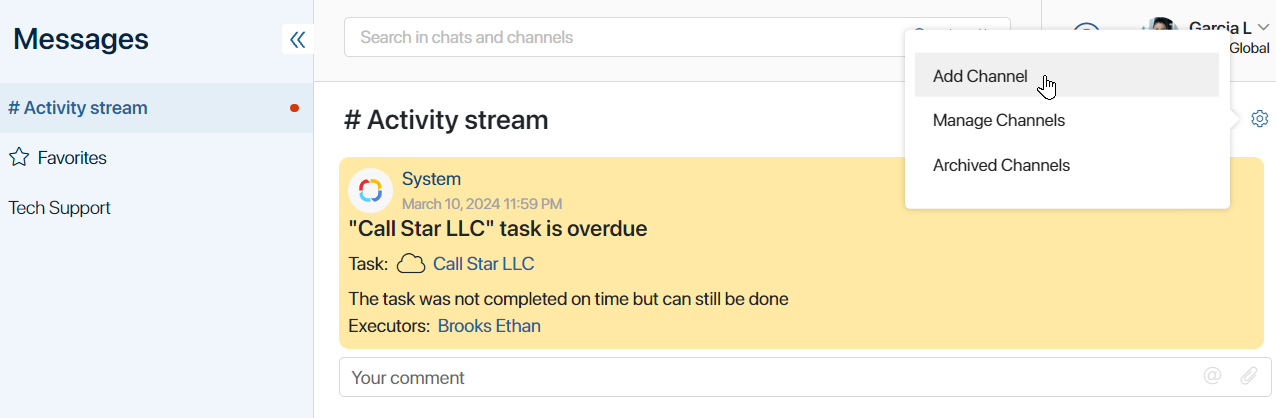 Messages
# Activity stream
Favorites
Tech Support
Search in chats and channels
Garcia L
Global
Add Channel
Manage Channels
Archived Channels
# Activity stream
System
March 10, 2024 11:59 PM
"Call Star LLC" task is overdue
Task: Call Star LLC
The task was not completed on time but can still be done
Executors: Brooks Ethan
Your comment